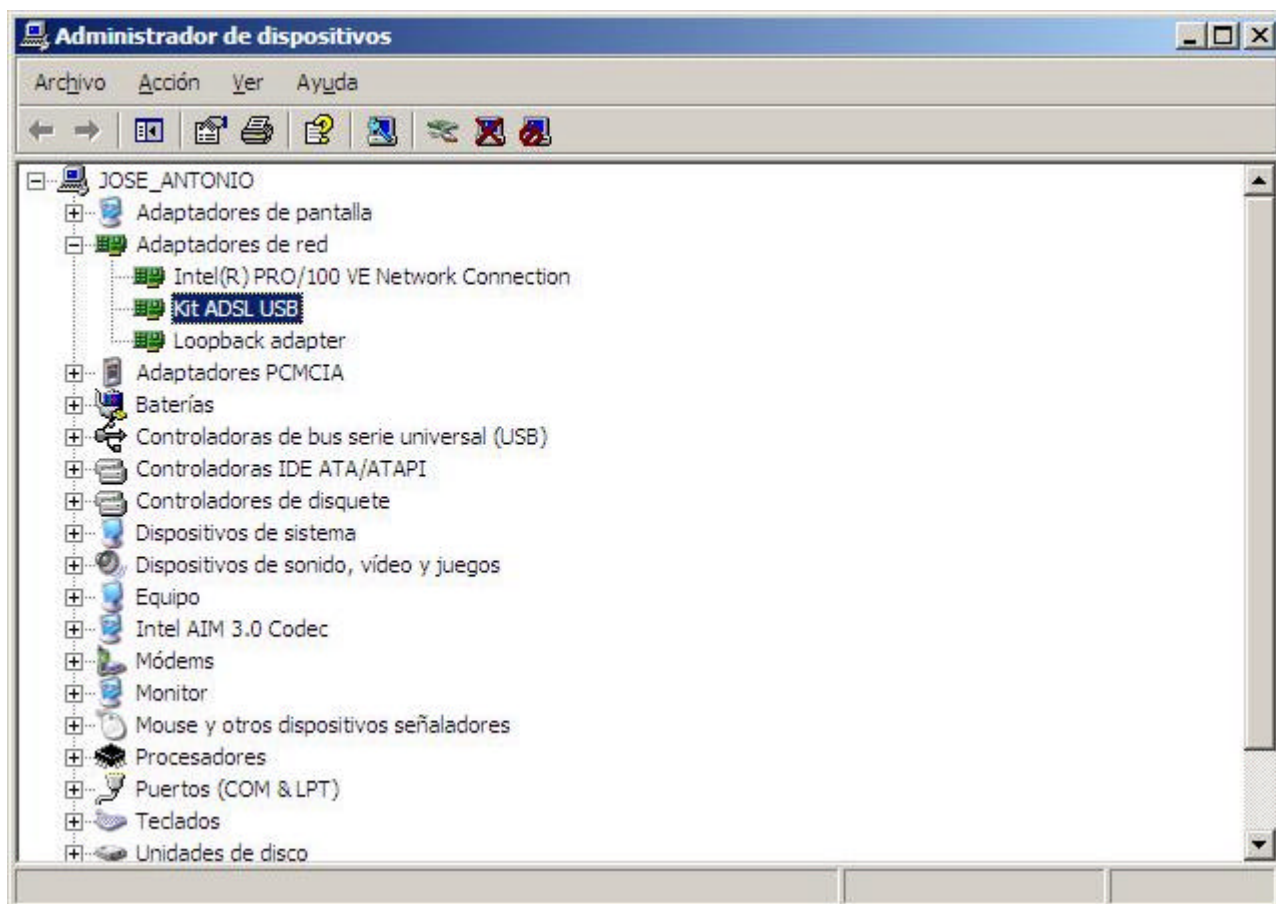 Administrador de dispositivos
Archivo Acción Ver Ayuda
JOSE_ANTONIO
Adaptadores de pantalla
Adaptadores de red
Intel(R) PRO/100 VE Network Connection
Kit ADSL USB
Loopback adapter
Adaptadores PCMCIA
Baterías
Controladoras de bus serie universal (USB)
Controladoras IDE ATA/ATAPI
Controladores de disquete
Dispositivos de sistema
Dispositivos de sonido, vídeo y juegos
Equipo
Intel AIM 3.0 Codec
Módems
Monitor
Mouse y otros dispositivos señaladores
Procesadores
Puertos (COM & LPT)
Teclados
Unidades de disco